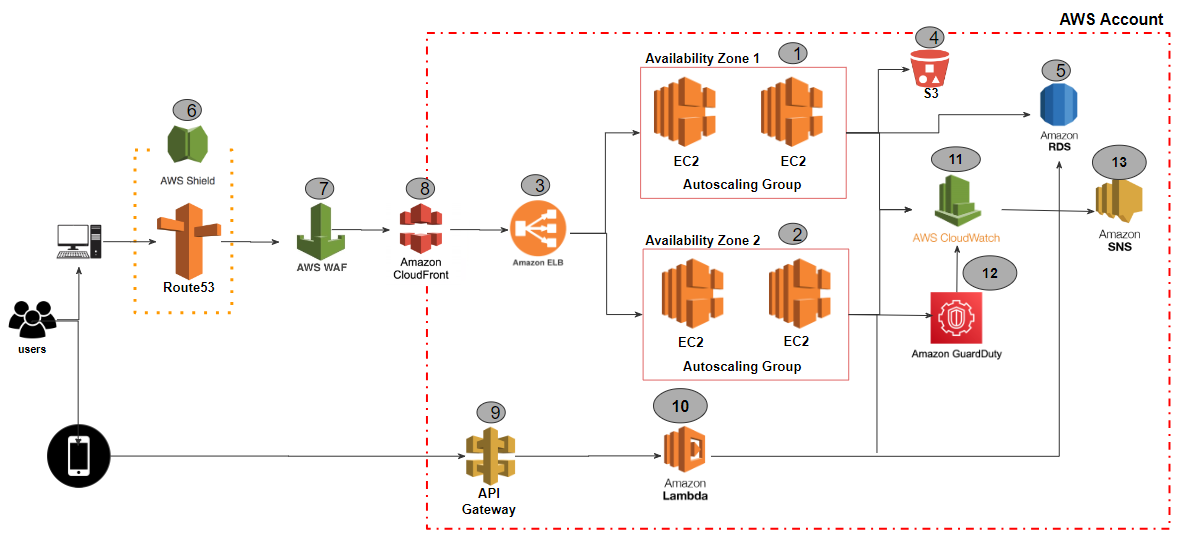 AWS Account
1
4
Availability Zone 1
5
S3
6
EC2
EC2
Amazon
RDS
Autoscaling Group
11
13
AWS Shield
7
8
3
2
Availability Zone 2
AWS CloudWatch
Amazon
SNS
Amazon
CloudFront
AWS WAF
Amazon ELB
12
Route53
users
EC2
EC2
Amazon GuardDuty
Autoscaling Group
9
10
Amazon
Lambda
API
Gateway